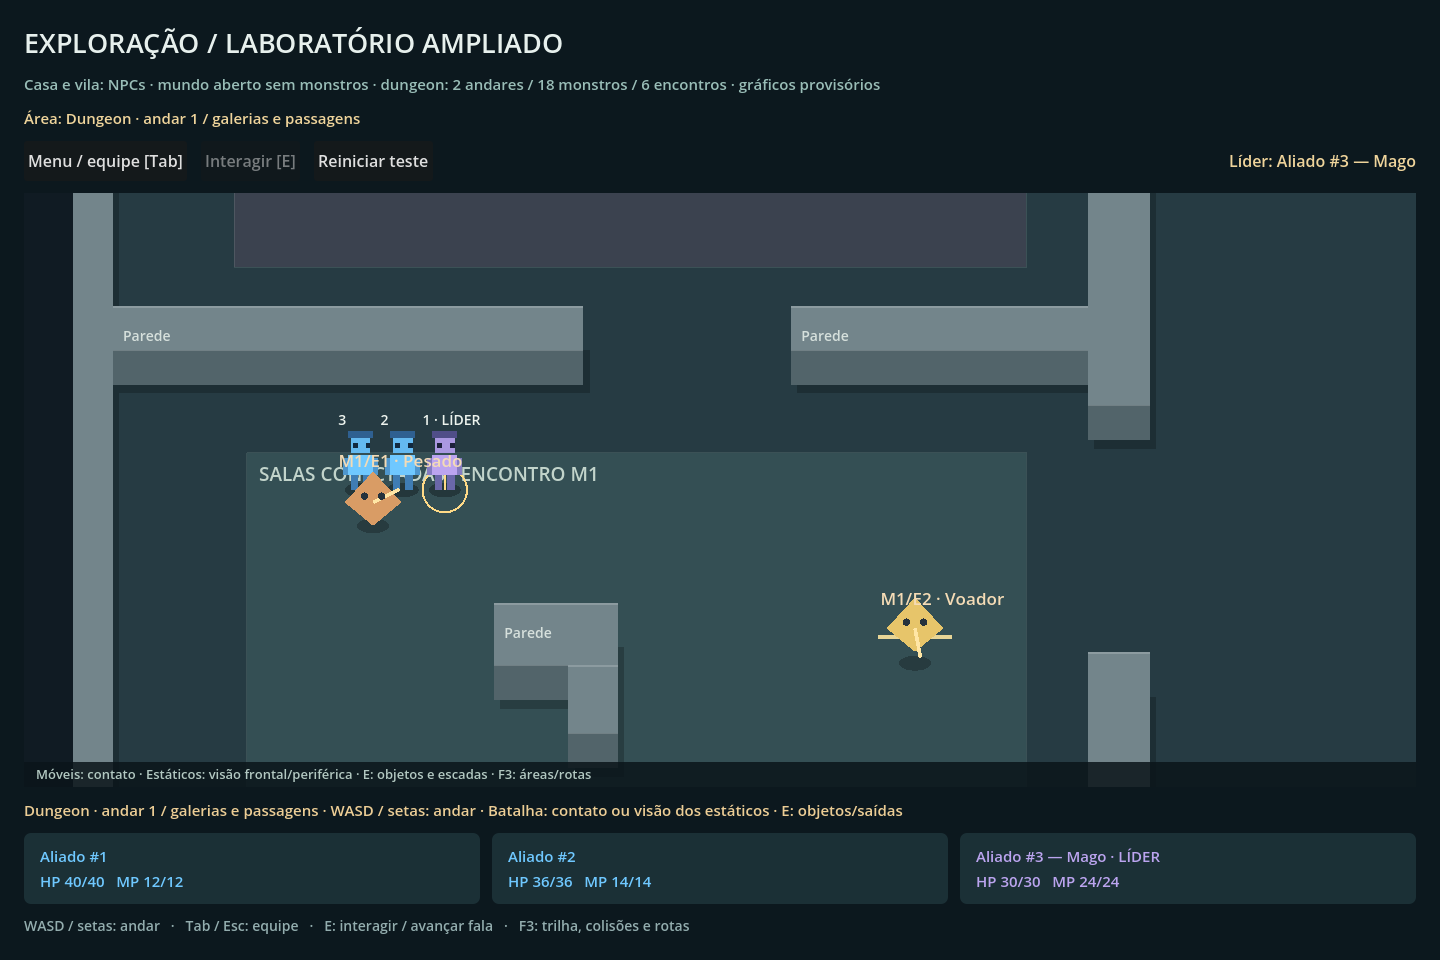 EXPLORAÇÃO / LABORATÓRIO AMPLIADO
Casa e vila: NPCs · mundo aberto sem monstros · dungeon: 2 andares / 18 monstros / 6 encontros · gráficos provisórios
Área: Dungeon · andar 1 / galerias e passagens
Menu / equipe [Tab] Interagir [E] Reiniciar teste Líder: Aliado #3 — Mago
Parede
Parede
3 2 1 · LÍDER
M1/E1 · Pesado
SALAS ENCONTRO M1
M1/E2 · Voador
Parede
Móveis: contato · Estáticos: visão frontal/periférica · E: objetos e escadas · F3: áreas/rotas
Dungeon · andar 1 / galerias e passagens · WASD / setas: andar · Batalha: contato ou visão dos estáticos · E: objetos/saídas
Aliado #1
HP 40/40 MP 12/12
Aliado #2
HP 36/36 MP 14/14
Aliado #3 — Mago · LÍDER
HP 30/30 MP 24/24
WASD / setas: andar · Tab / Esc: equipe · E: interagir / avançar fala · F3: trilha, colisões e rotas